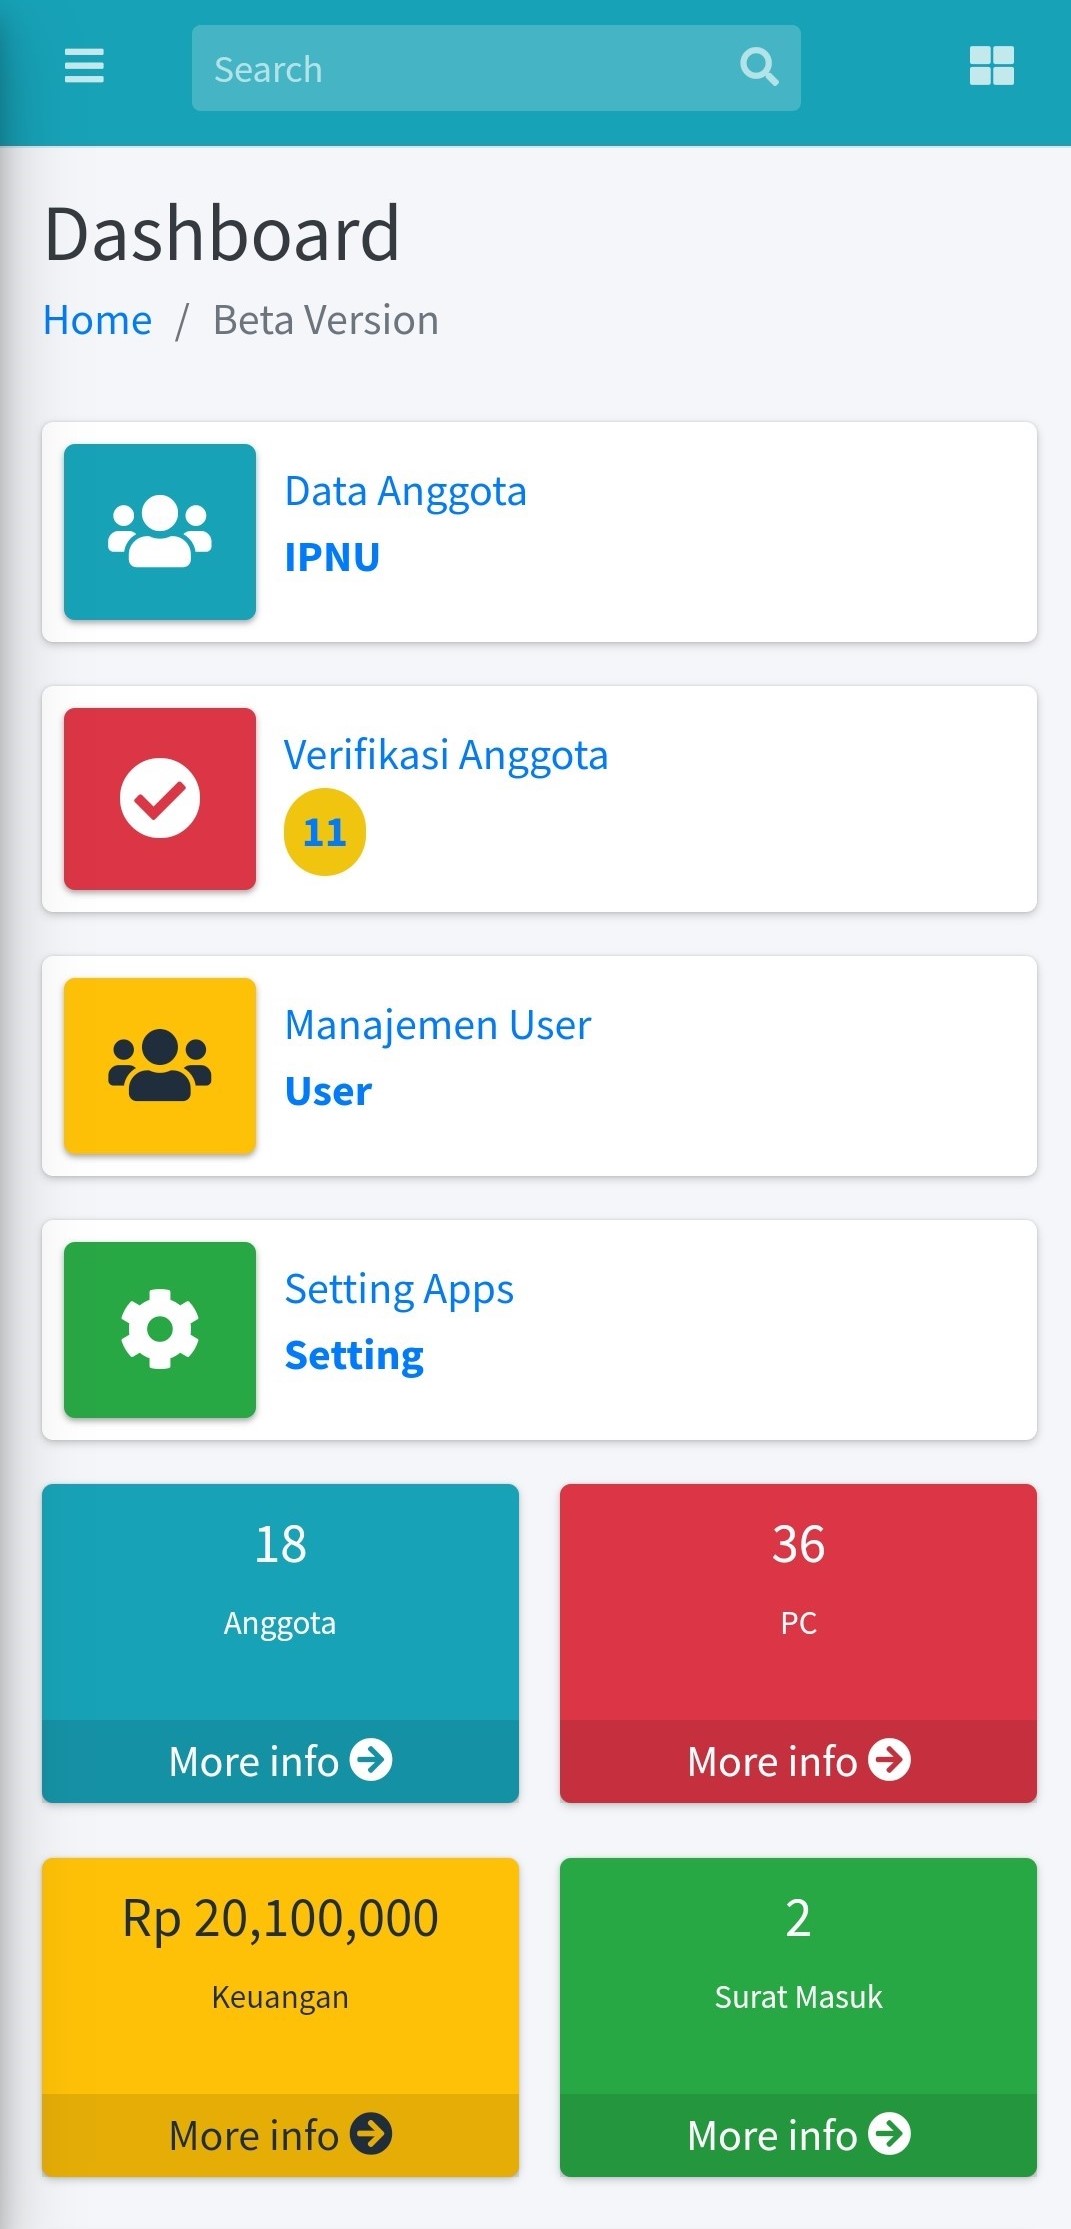 Search
Dashboard
Home / Beta Version
Data Anggota
IPNU
Verifikasi Anggota
11
Manajemen User
User
Setting Apps
Setting
18
Anggota
More info
36
PC
More info
Rp 20,100,000
Keuangan
More info
2
Surat Masuk
More info